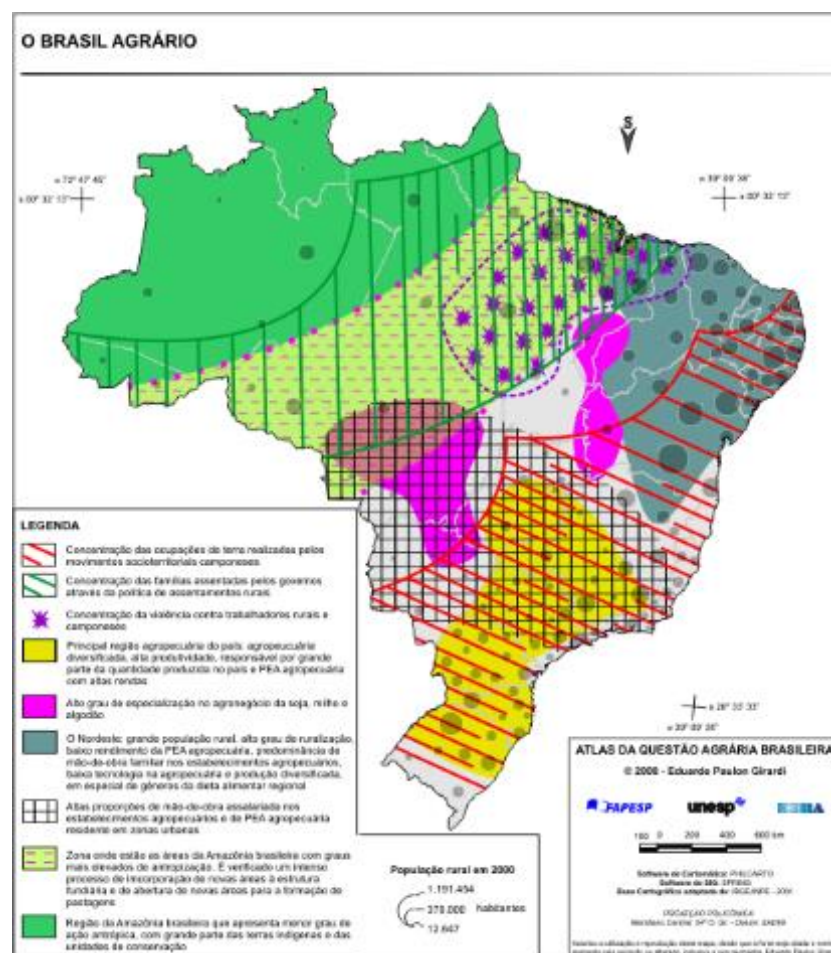 O BRASIL AGRÁRIO
S
LEGENDA
Concentração das ocupações de terra realizadas pelos
movimentos socioterritoriais camponeses
Concentração das famílias assentadas pelos governos
através da política de assentamentos rurais
Concentração da violência contra trabalhadores rurais e
camponeses
Principal região agropecuária do país, agropeucuária
diversificada, alta produtividade, responsável por grande
parte da quantidade produzida no país e PEA agropecuária
com altas rendas
Alto grau de especialização no agronegócio da soja, milho e
algodão
O Nordeste: grande população rural, alto grau de ruralização,
baixo rendimento da PEA agropecuária, predominância de
mão-de-obra familiar nos estabelecimentos agropecuários,
baixa tecnologia na agropecuária e produção diversificada,
em especial de gêneros da dieta alimentar regional
Altas proporções de mão-de-obra assalariada nos
estabelecimentos agropecuários e de PEA agropecuária
residente em zonas urbanas
Zona onde estão as áreas da Amazônia brasileira com graus
mais elevados de antropização. É verificado um intenso
processo de incorporação de novas áreas à estrutura
fundiária e de abertura de novas áreas para a formação de
pastagens
Região da Amazônia brasileira que apresenta menor grau de
ação antrópica, com grande parte das terras indígenas e das
unidades de conservação
População rural em 2000
1.191.454
370.000 habitantes
12.647
ATLAS DA QUESTÃO AGRÁRIA BRASILEIRA
© 2008 - Eduardo Paulon Girardi
FAPESP unesp
0 200 400 600 km
Software de Cartomática: PHILCARTO
Software de SIG: SPRING